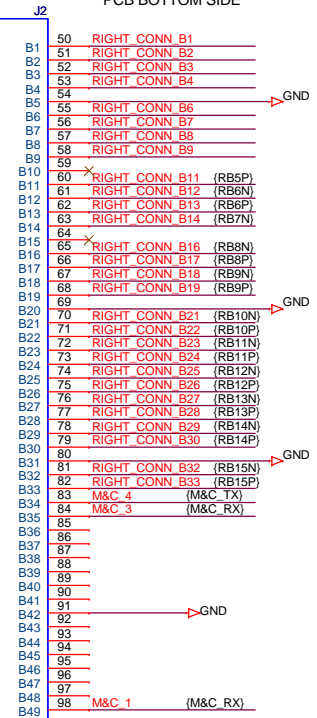 PCB BOTTOM SIDE
J2
B1 50 RIGHT_CONN_B1
B2 51 RIGHT_CONN_B2
B3 52 RIGHT_CONN_B3
B4 53 RIGHT_CONN_B4
B5 54 GND
B6 55 RIGHT_CONN_B6
B7 56 RIGHT_CONN_B7
B8 57 RIGHT_CONN_B8
B9 58 RIGHT_CONN_B9
B10 59
B11 60 RIGHT_CONN_B11 {RB5P}
B12 61 RIGHT_CONN_B12 {RB6N}
B13 62 RIGHT_CONN_B13 {RB6P}
B14 63 RIGHT_CONN_B14 {RB7N}
B15 64
B16 65 RIGHT_CONN_B16 {RB8N}
B17 66 RIGHT_CONN_B17 {RB8P}
B18 67 RIGHT_CONN_B18 {RB9N}
B19 68 RIGHT_CONN_B19 {RB9P}
B20 69 GND
B21 70 RIGHT_CONN_B21 {RB10N}
B22 71 RIGHT_CONN_B22 {RB10P}
B23 72 RIGHT_CONN_B23 {RB11N}
B24 73 RIGHT_CONN_B24 {RB11P}
B25 74 RIGHT_CONN_B25 {RB12N}
B26 75 RIGHT_CONN_B26 {RB12P}
B27 76 RIGHT_CONN_B27 {RB13N}
B28 77 RIGHT_CONN_B28 {RB13P}
B29 78 RIGHT_CONN_B29 {RB14N}
B30 79 RIGHT_CONN_B30 {RB14P}
B31 80 GND
B32 81 RIGHT_CONN_B32 {RB15N}
B33 82 RIGHT_CONN_B33 {RB15P}
B34 83 M&C_4 {M&C_TX}
B35 84 M&C_3 {M&C_RX}
B36 85
B37 86
B38 87
B39 88
B40 89
B41 90
B42 91 GND
B43 92
B44 93
B45 94
B46 95
B47 96
B48 97
B49 98 M&C_1 {M&C_RX}